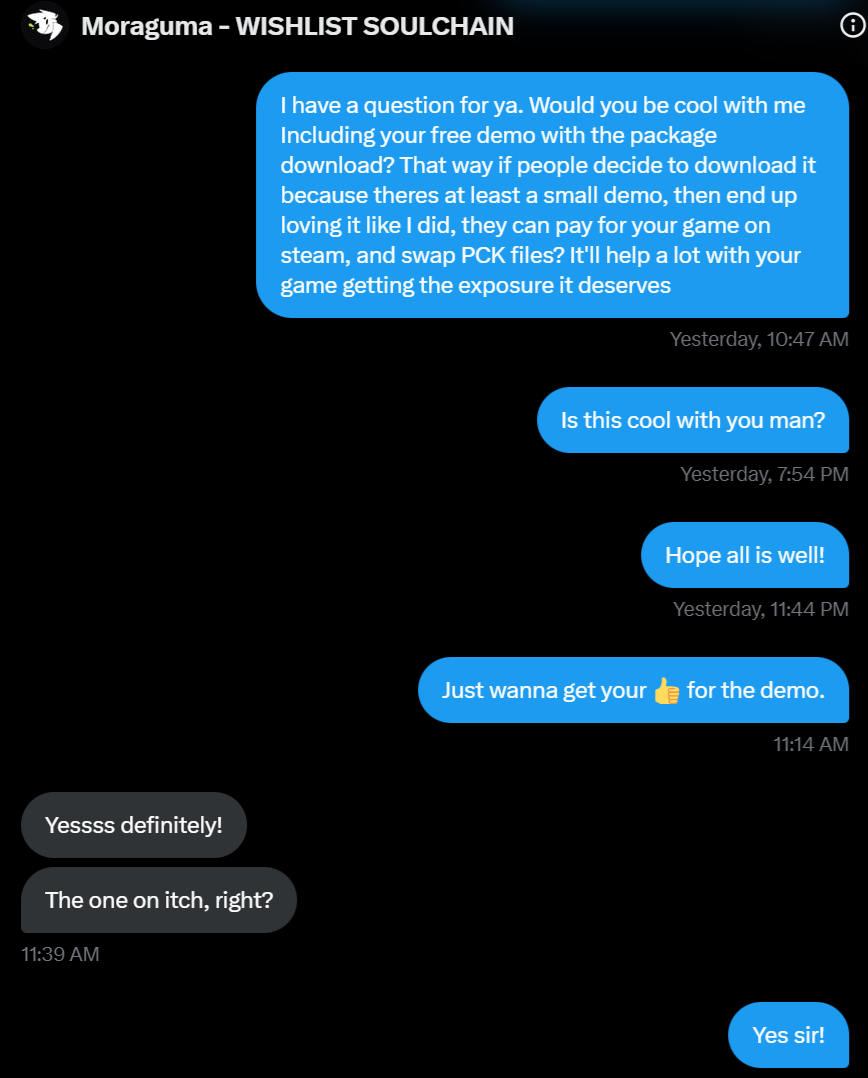 Moraguma - WISHLIST SOULCHAIN
I have a question for ya. Would you be cool with me
Including your free demo with the package
download? That way if people decide to download it
because theres at least a small demo, then end up
loving it like I did, they can pay for your game on
steam, and swap PCK files? It'll help a lot with your
game getting the exposure it deserves
Yesterday, 10:47 AM
Is this cool with you man?
Yesterday, 7:54 PM
Hope all is well!
Yesterday, 11:44 PM
Just wanna get your 👍 for the demo.
11:14 AM
Yessss definitely!
The one on itch, right?
11:39 AM
Yes sir!